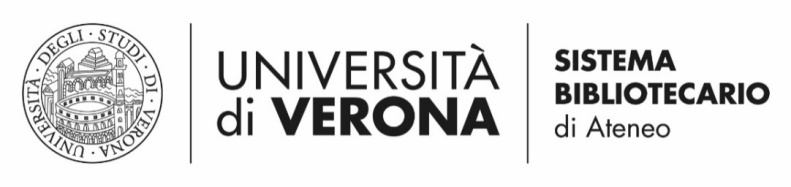 UNIVERSITÀ · DEGLI · STUDI · DI · VERONA ·
UNIVERSITÀ
di VERONA
SISTEMA
BIBLIOTECARIO
di Ateneo